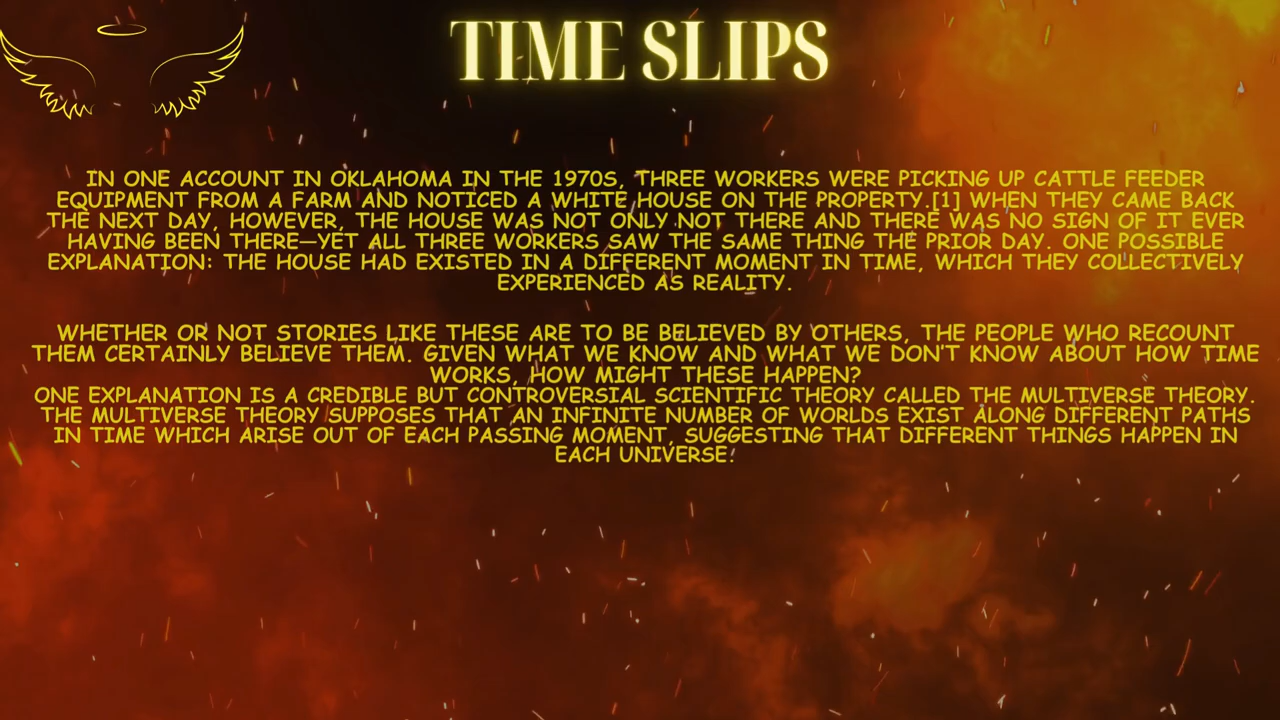 TIME SLIPS
IN ONE ACCOUNT IN OKLAHOMA IN THE 1970S, THREE WORKERS WERE PICKING UP CATTLE FEEDER
EQUIPMENT FROM A FARM AND NOTICED A WHITE HOUSE ON THE PROPERTY.[1] WHEN THEY CAME BACK
THE NEXT DAY, HOWEVER, THE HOUSE WAS NOT ONLY NOT THERE AND THERE WAS NO SIGN OF IT EVER
HAVING BEEN THERE—YET ALL THREE WORKERS SAW THE SAME THING THE PRIOR DAY. ONE POSSIBLE
EXPLANATION: THE HOUSE HAD EXISTED IN A DIFFERENT MOMENT IN TIME, WHICH THEY COLLECTIVELY
EXPERIENCED AS REALITY.
WHETHER OR NOT STORIES LIKE THESE ARE TO BE BELIEVED BY OTHERS, THE PEOPLE WHO RECOUNT
THEM CERTAINLY BELIEVE THEM. GIVEN WHAT WE KNOW AND WHAT WE DON'T KNOW ABOUT HOW TIME
WORKS, HOW MIGHT THESE HAPPEN?
ONE EXPLANATION IS A CREDIBLE BUT CONTROVERSIAL SCIENTIFIC THEORY CALLED THE MULTIVERSE THEORY.
THE MULTIVERSE THEORY SUPPOSES THAT AN INFINITE NUMBER OF WORLDS EXIST ALONG DIFFERENT PATHS
IN TIME WHICH ARISE OUT OF EACH PASSING MOMENT, SUGGESTING THAT DIFFERENT THINGS HAPPEN IN
EACH UNIVERSE.